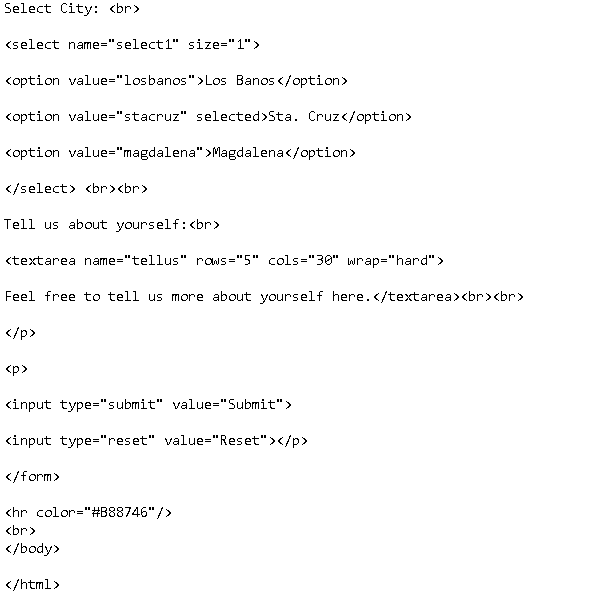 Select City: <br>
<select name="select1" size="1">
<option value="losbanos">Los Banos</option>
<option value="stacruz" selected>Sta. Cruz</option>
<option value="magdalena">Magdalena</option>
</select> <br><br>
Tell us about yourself:<br>
<textarea name="tellus" rows="5" cols="30" wrap="hard">
Feel free to tell us more about yourself here.</textarea><br><br>
</p>
<p>
<input type="submit" value="Submit">
<input type="reset" value="Reset"></p>
</form>
<hr color="#B88746"/>
<br>
</body>
</html>